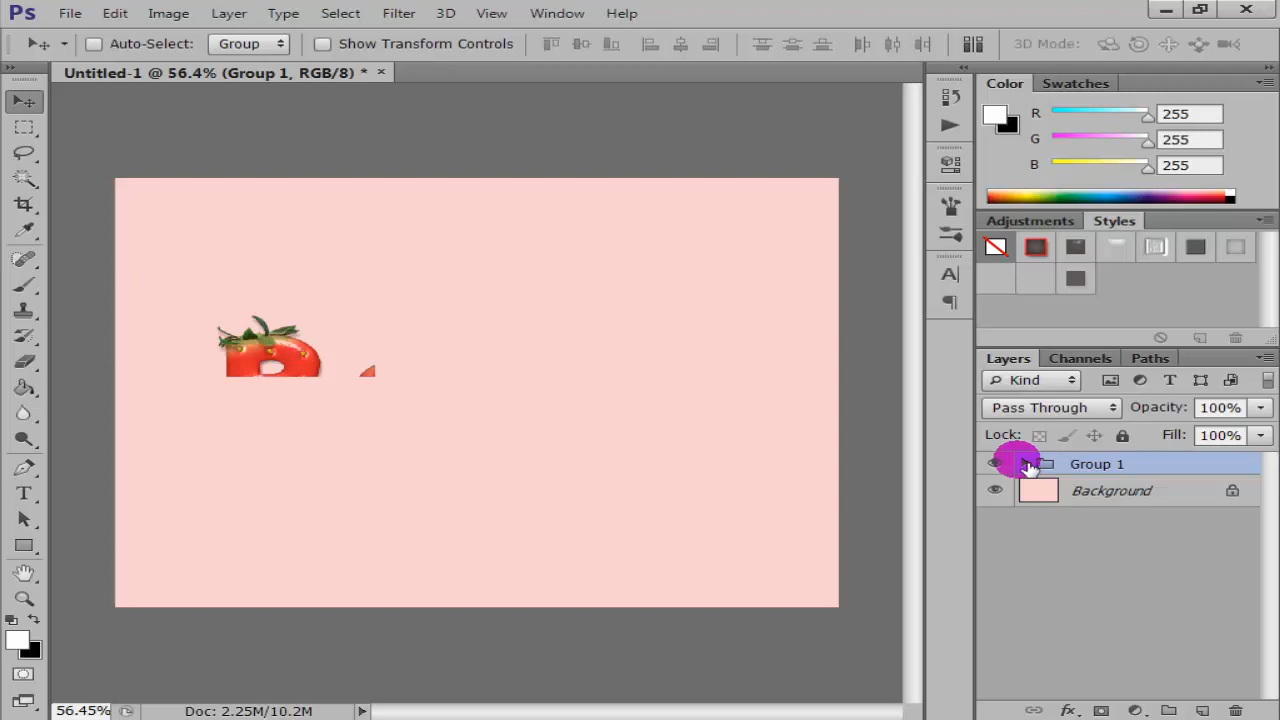 Ps File Edit Image Layer Type Select Filter 3D View Window Help
Auto-Select: Group Show Transform Controls 3D Mode:
Untitled-1 @ 56.4% (Group 1, RGB/8) * ×
Color Swatches
R 255
G 255
B 255
Adjustments Styles
Layers Channels Paths
Kind
Pass Through Opacity: 100%
Lock: Fill: 100%
Group 1
Background
56.45% Doc: 2.25M/10.2M